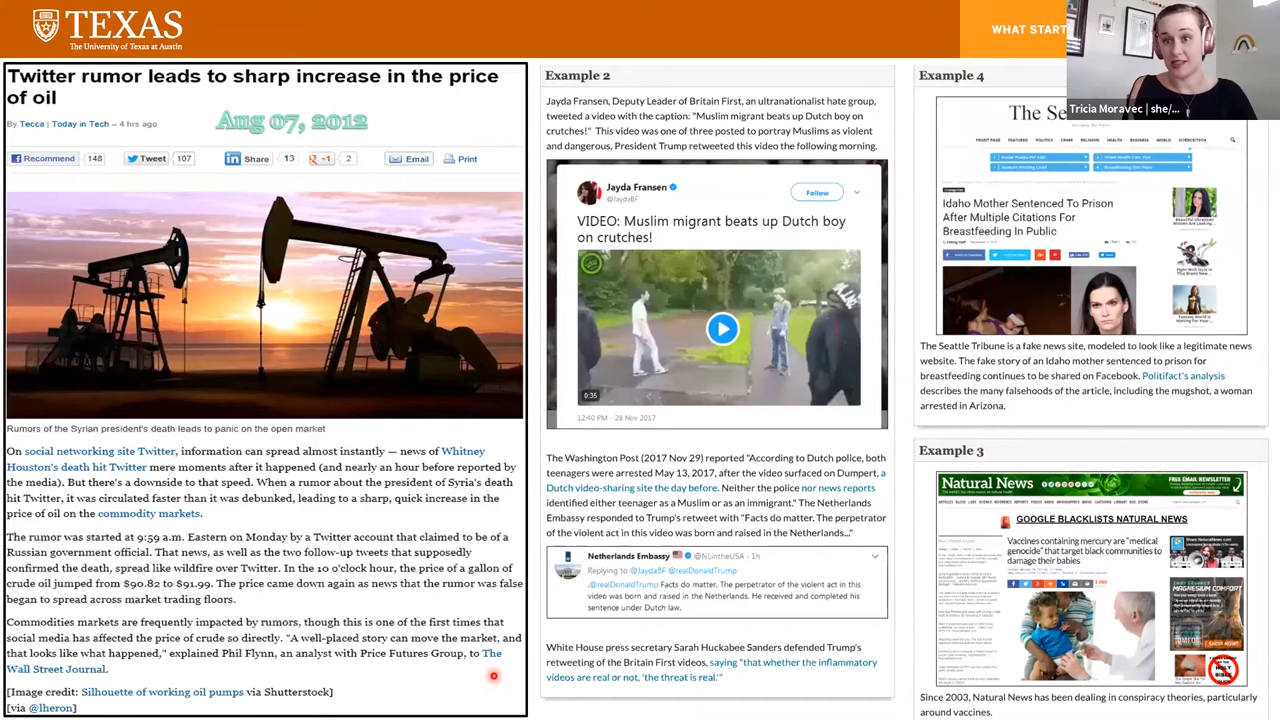 TEXAS
The University of Texas at Austin
WHAT START
Tricia Moravec | she/...
Twitter rumor leads to sharp increase in the price
of oil
By Tecca | Today in Tech – 4 hrs ago
Aug 07, 2012
Recommend 148 Tweet 107 Share 13 +1 2 Email Print
Rumors of the Syrian president's death leads to panic on the open market
On social networking site Twitter, information can spread almost instantly — news of Whitney
Houston's death hit Twitter mere moments after it happened (and nearly an hour before reported by
the media). But there's a downside to that speed. When a rumor about the president of Syria's death
hit Twitter, it was circulated faster than it was debunked, leading to a sharp, quick increase in the
price of oil on the commodity markets.
The rumor was started at 9:59 a.m. Eastern on Monday by a Twitter account that claimed to be of a
Russian government official. That news, as well as the two follow-up tweets that supposedly
confirmed the death, spread like wildfire over Twitter. In the 10 o'clock hour, the price of a barrel of
crude oil jumped from $90.82 to $91.99. The price came down after news that the rumor was false
began to spread across market trading floors.
Commodities markets are frequently impacted by rumors, though this is one of the first times that
social media has affected the price of crude so directly. "A well-placed story can move the market, and
that looks like what happened," explained Phil Flynn, an analyst with Price Futures Group, to the
Wall Street Journal.
[Image credit: Silhouette of working oil pumps via Shutterstock]
[via @lheron]
Example 2
Jayda Fransen, Deputy Leader of Britain First, an ultranationalist hate group,
tweeted a video with the caption: "Muslim migrant beats up Dutch boy on
crutches!" This video was one of three posted to portray Muslims as violent
and dangerous. President Trump retweeted this video the following morning.
Jayda Fransen
@JaydaBF
Follow
VIDEO: Muslim migrant beats up Dutch boy
on crutches!
0:35
12:40 PM - 28 Nov 2017
The Washington Post (2017 Nov 29) reported "According to Dutch police, both
teenagers were arrested May 13, 2017, after the video surfaced on Dumpert, a
Dutch video-sharing site the day before. Neither the police nor news reports
identified either teenager as a Muslim or as an immigrant." The Netherlands
Embassy responded to Trump's retweet with "Facts do matter. The perpetrator
of the violent act in this video was born and raised in the Netherlands..."
Netherlands Embassy @NLintheUSA · 1h
Replying to @JaydaBF @realDonaldTrump
.@realDonaldTrump Facts do matter. The perpetrator of the violent act in this
video was born and raised in the Netherlands. He received and completed his
sentence under Dutch law.
White House press secretary Sarah Huckabee Sanders defended Trump's
retweeting of the Britain First videos, saying "that whether the inflammatory
videos are real or not, 'the threat is real.'"
Example 4
The Se
FRONT PAGE FEATURED POLITICS CRIME RELIGION HEALTH BUSINESS WORLD SCIENCE/TECH
Idaho Mother Sentenced To Prison
After Multiple Citations For
Breastfeeding In Public
The Seattle Tribune is a fake news site, modeled to look like a legitimate news
website. The fake story of an Idaho mother sentenced to prison for
breastfeeding continues to be shared on Facebook. Politifact's analysis
describes the many falsehoods of the article, including the mugshot, a woman
arrested in Arizona.
Example 3
Natural News
FREE EMAIL NEWSLETTER
GOOGLE BLACKLISTS NATURAL NEWS
Vaccines containing mercury are "medical
genocide" that target black communities to
damage their babies
MAGNESIUM COMFORT
Since 2003, Natural News has been dealing in conspiracy theories, particularly
around vaccines.